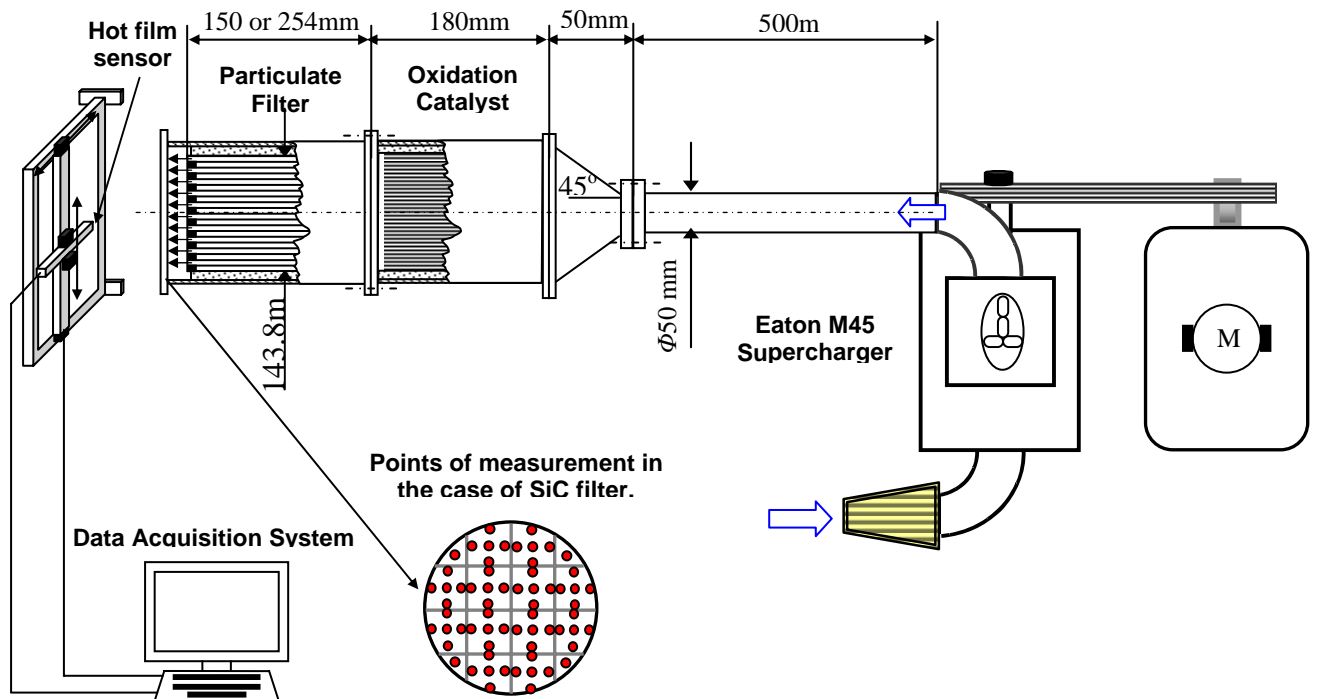 150 or 254mm
180mm
50mm
500m
Hot film
sensor
Particulate
Filter
Oxidation
Catalyst
45°
143.8m
Φ50 mm
Eaton M45
Supercharger
M
Points of measurement in
the case of SiC filter.
Data Acquisition System